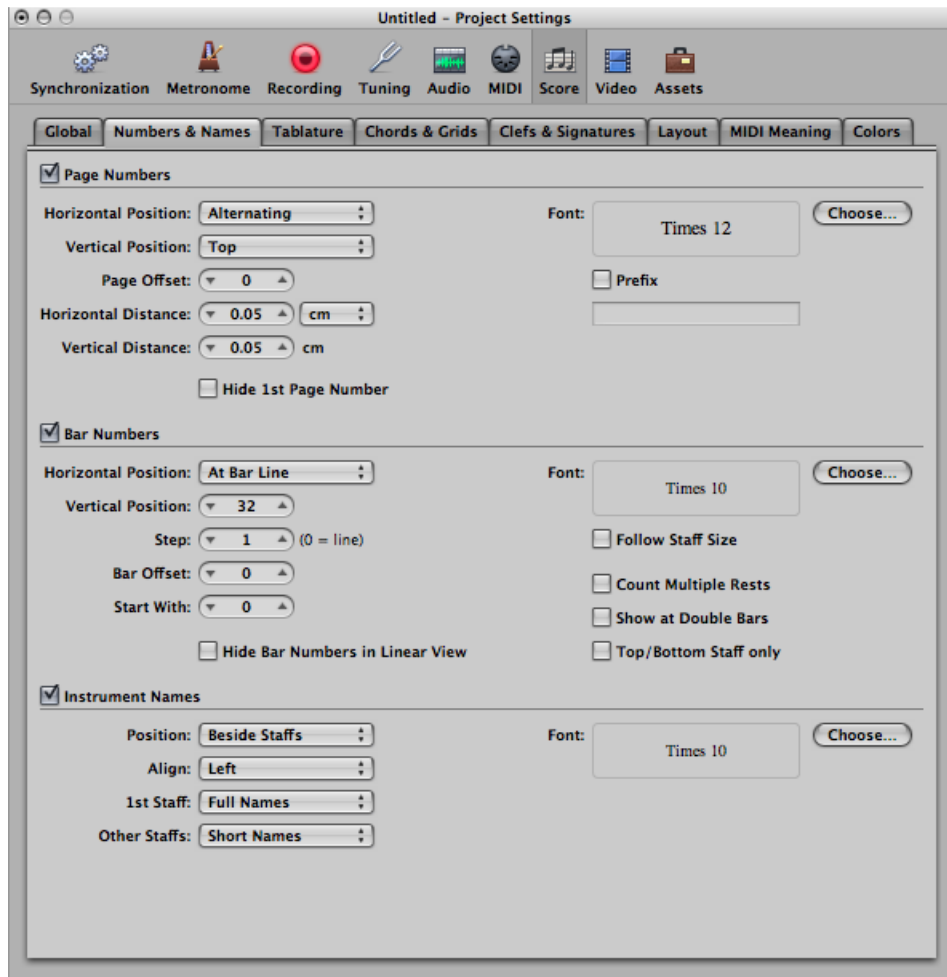 Untitled – Project Settings
Synchronization Metronome Recording Tuning Audio MIDI Score Video Assets
Global Numbers & Names Tablature Chords & Grids Clefs & Signatures Layout MIDI Meaning Colors
Page Numbers
Horizontal Position: Alternating Font: Times 12 Choose...
Vertical Position: Top
Page Offset: 0 Prefix
Horizontal Distance: 0.05 cm
Vertical Distance: 0.05 cm
Hide 1st Page Number
Bar Numbers
Horizontal Position: At Bar Line Font: Times 10 Choose...
Vertical Position: 32
Step: 1 (0 = line) Follow Staff Size
Bar Offset: 0 Count Multiple Rests
Start With: 0 Show at Double Bars
Hide Bar Numbers in Linear View Top/Bottom Staff only
Instrument Names
Position: Beside Staffs Font: Times 10 Choose...
Align: Left
1st Staff: Full Names
Other Staffs: Short Names